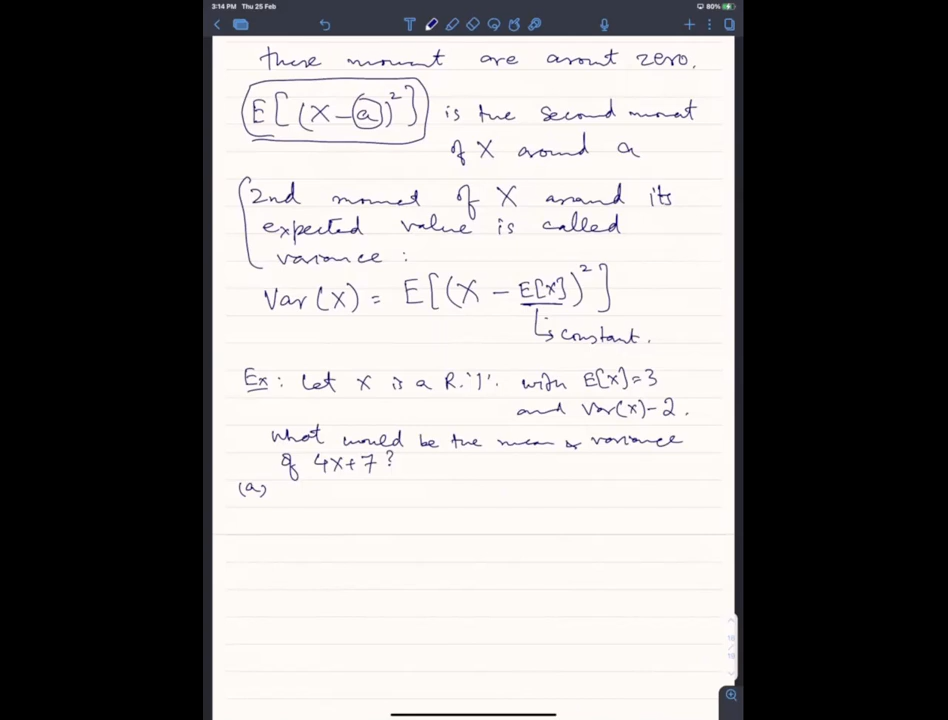 3:14 PM Thu 25 Feb
80%
These moment are arount zero.
E[(X-a)²] is the second moment
of X around a
2nd moment of X around its
expected value is called
variance :
Var(X) = E[(X - E[X])²]
↳ constant.
Ex: Let X is a R.V. with E[X]=3
and Var(X)-2.
What would be the mean & variance
of 4X+7?
(a)